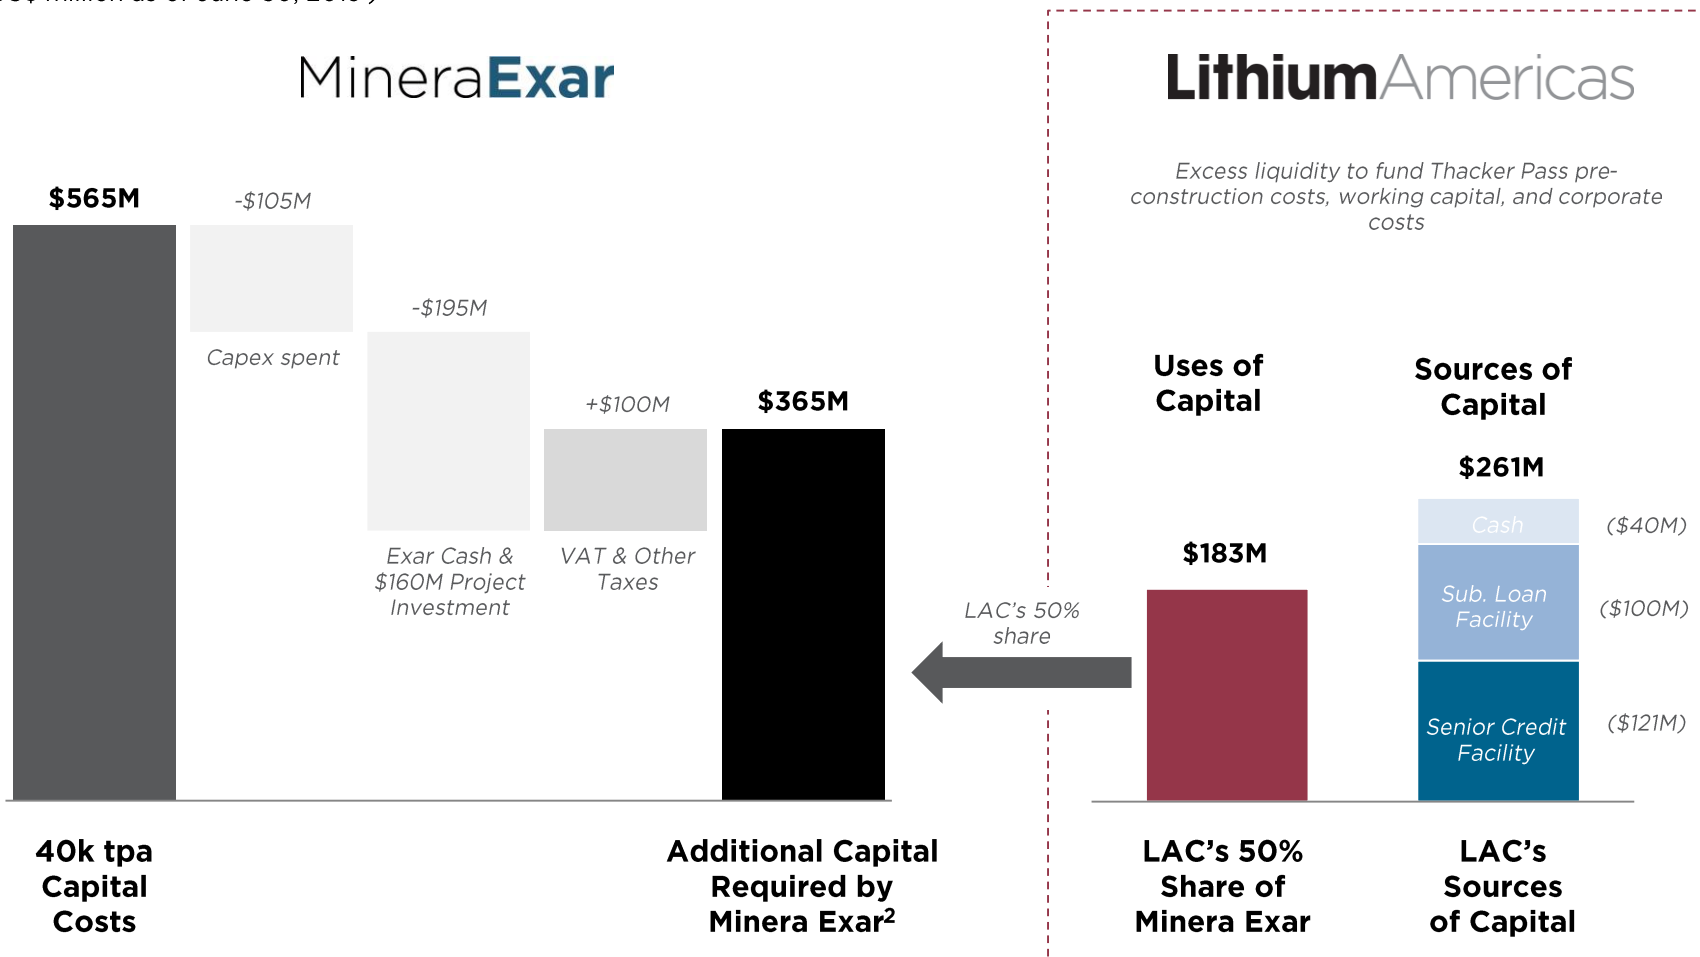 MineraExar
LithiumAmericas
Excess liquidity to fund Thacker Pass pre-
construction costs, working capital, and corporate
costs
$565M
-$105M
Capex spent
-$195M
Exar Cash &
$160M Project
Investment
+$100M
VAT & Other
Taxes
$365M
LAC's 50%
share
Uses of
Capital
$183M
Sources of
Capital
$261M
Cash
($40M)
Sub. Loan
Facility
($100M)
Senior Credit
Facility
($121M)
40k tpa
Capital
Costs
Additional Capital
Required by
Minera Exar²
LAC's 50%
Share of
Minera Exar
LAC's
Sources
of Capital